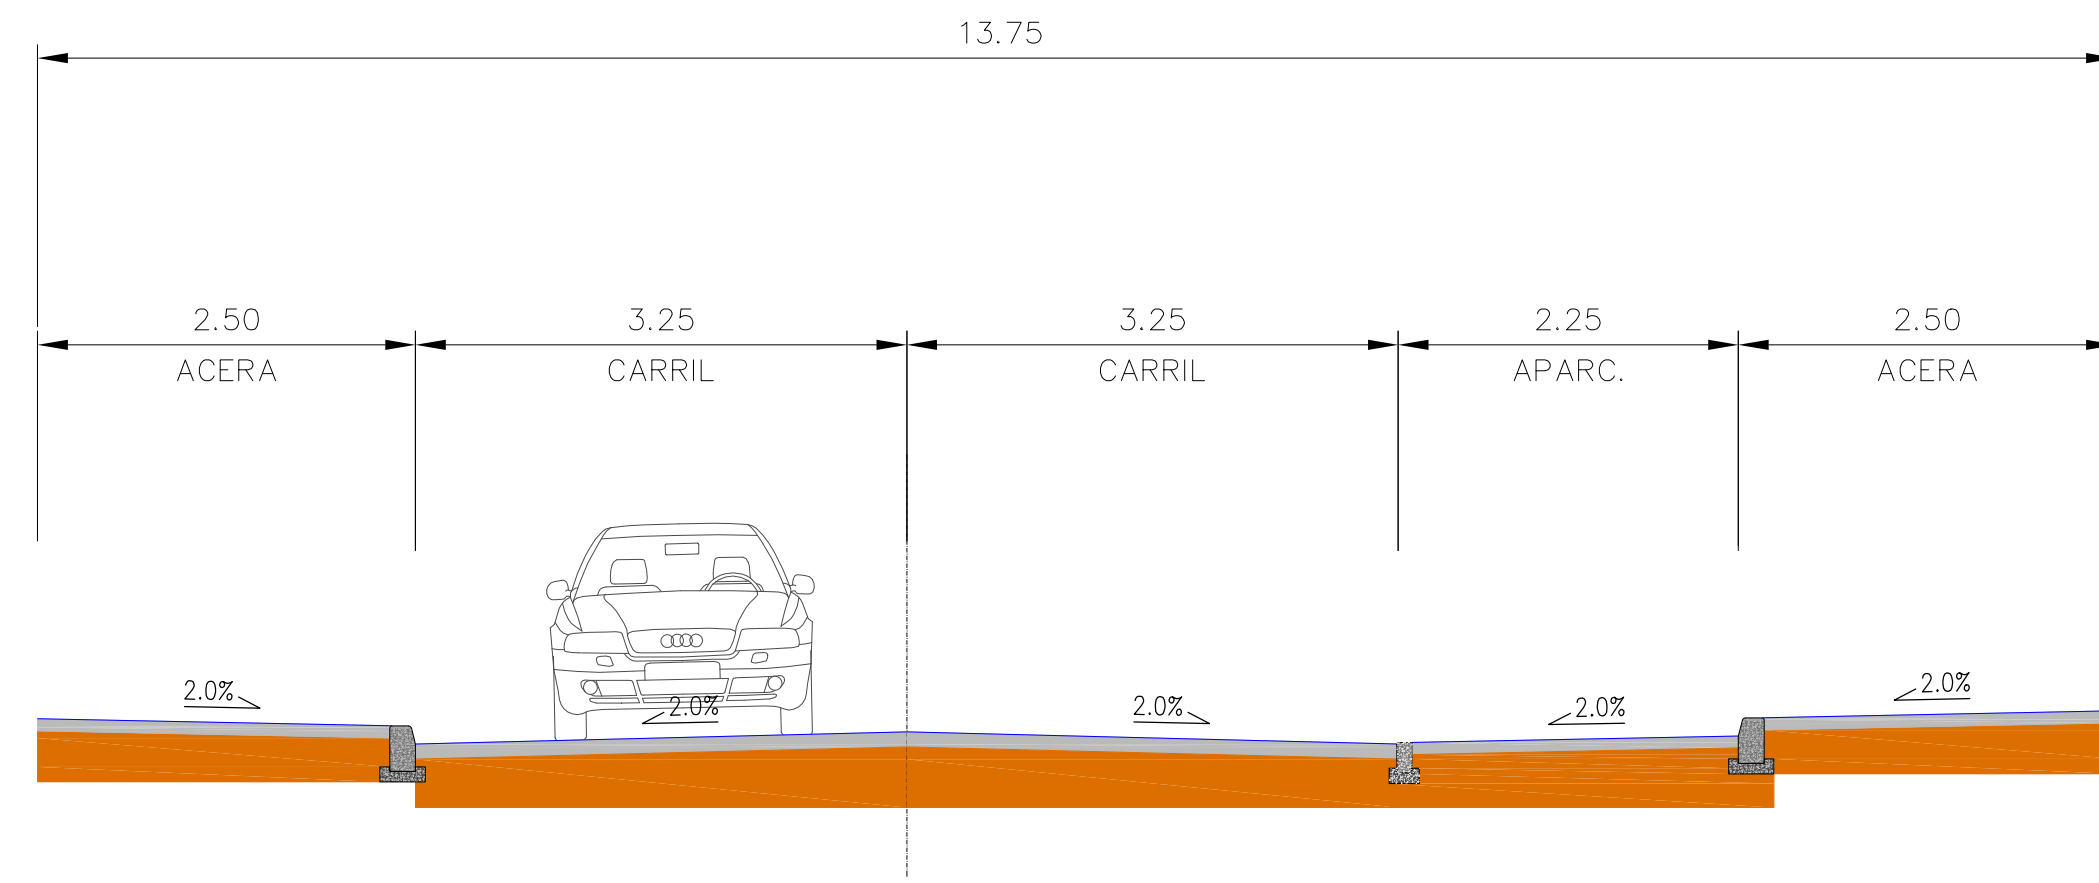 13.75
2.50 3.25 3.25 2.25 2.50
ACERA CARRIL CARRIL APARC. ACERA
2.0% 2.0% 2.0% 2.0% 2.0%